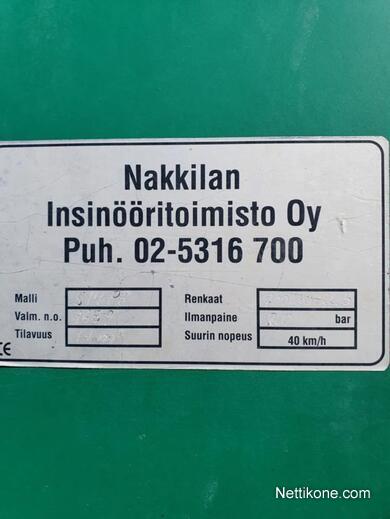 Nakkilan
Insinööritoimisto Oy
Puh. 02-5316 700
Malli
Renkaat
Valm. n.o.
Ilmanpaine bar
Tilavuus
Suurin nopeus 40 km/h
CE
Nettikone.com